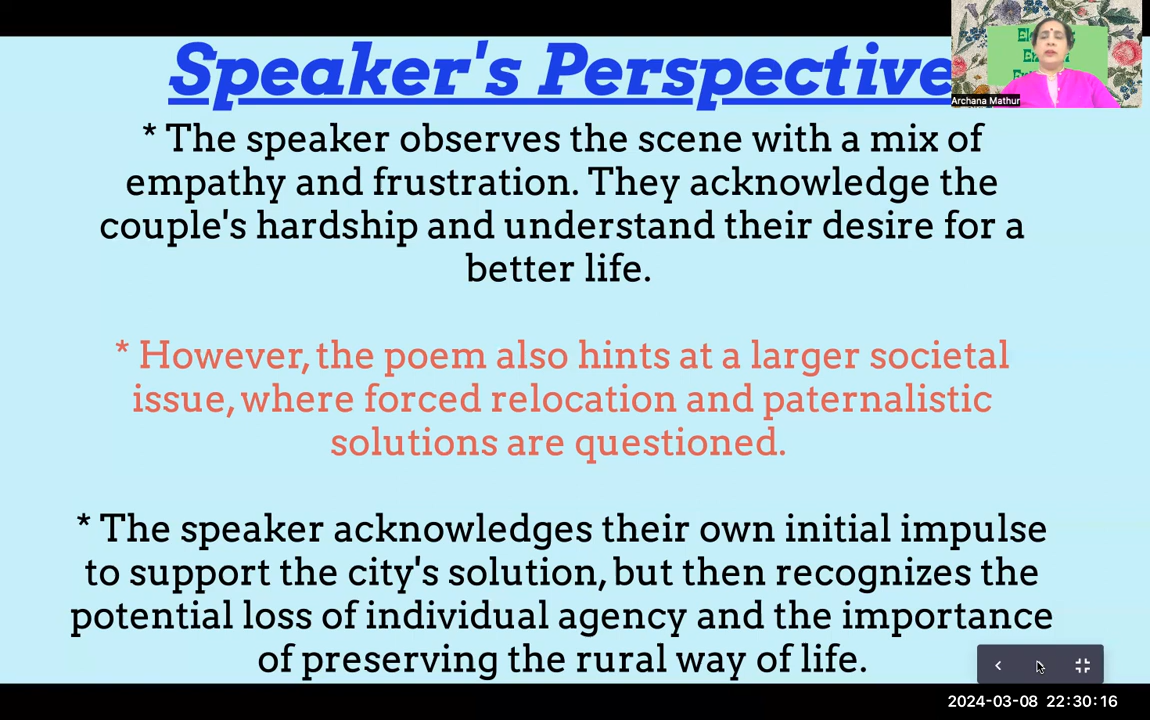 Speaker's Perspective
* The speaker observes the scene with a mix of
empathy and frustration. They acknowledge the
couple's hardship and understand their desire for a
better life.
* However, the poem also hints at a larger societal
issue, where forced relocation and paternalistic
solutions are questioned.
* The speaker acknowledges their own initial impulse
to support the city's solution, but then recognizes the
potential loss of individual agency and the importance
of preserving the rural way of life.
Archana Mathur
2024-03-08 22:30:16